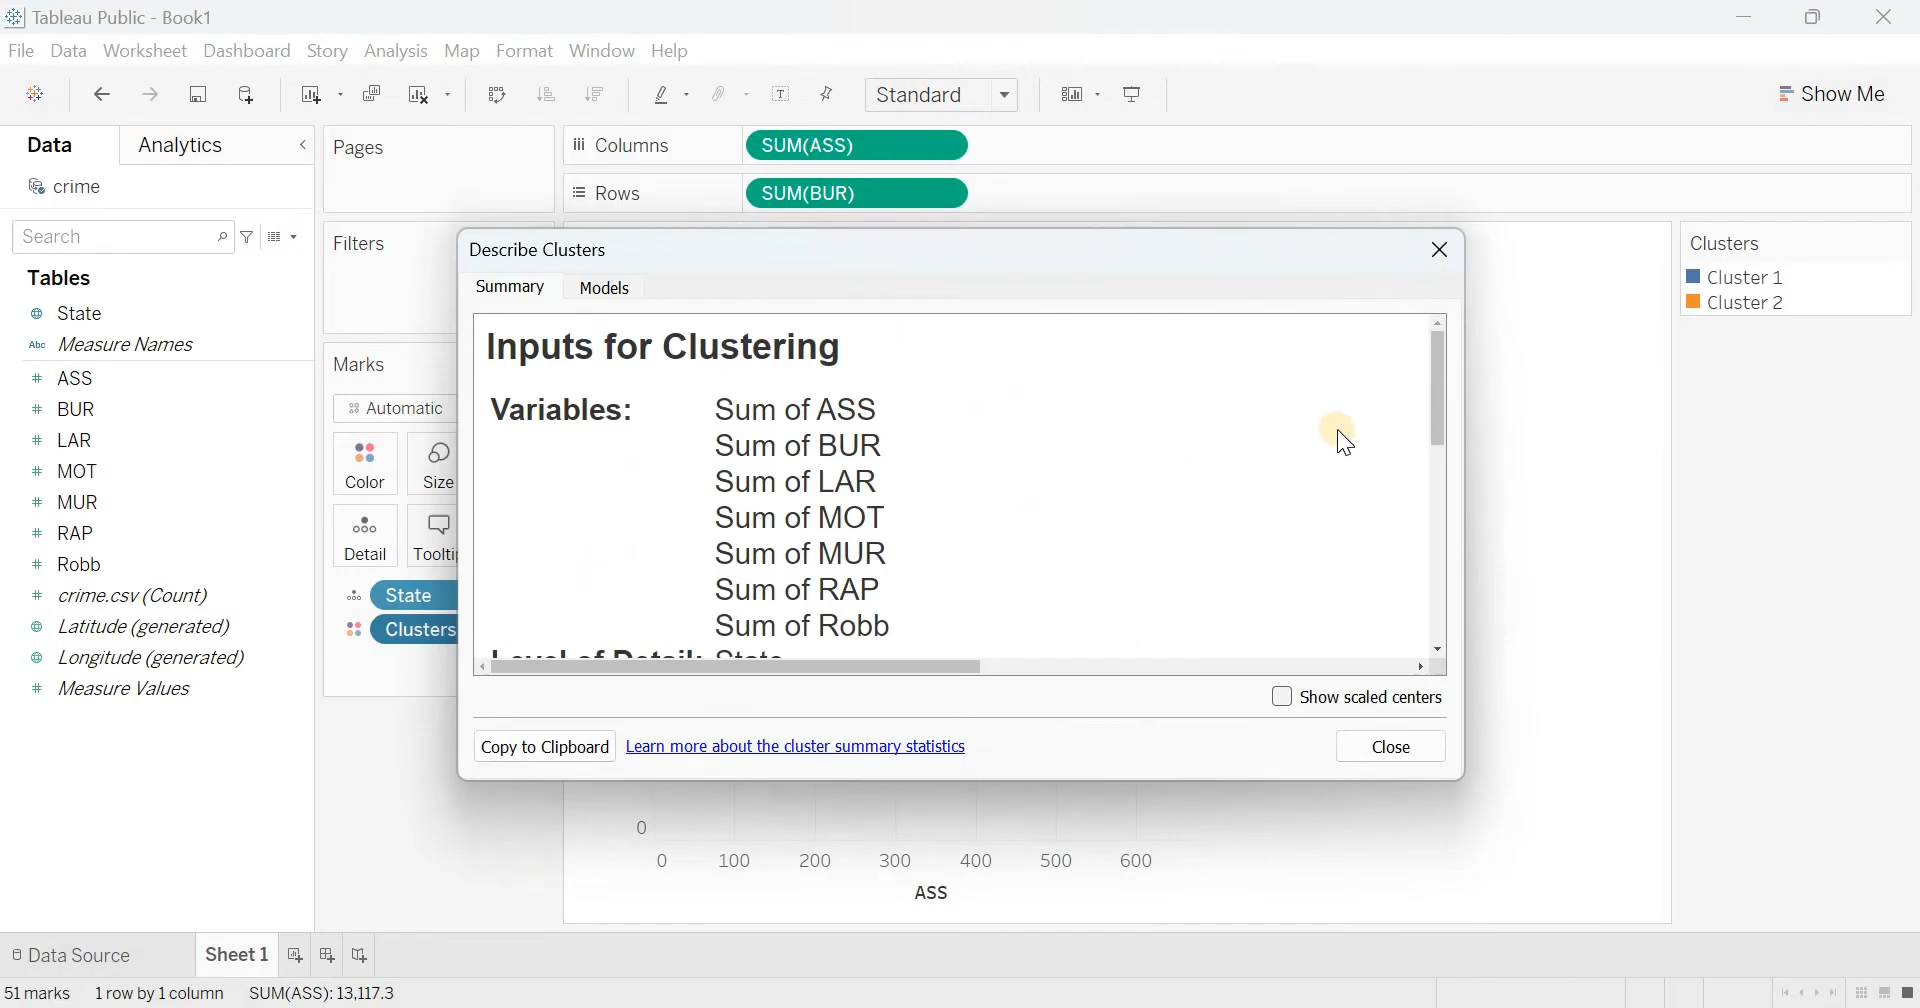 Tableau Public - Book1
File Data Worksheet Dashboard Story Analysis Map Format Window Help
Standard
Show Me
Data Analytics
crime
Search
Tables
State
Abc Measure Names
ASS
BUR
LAR
MOT
MUR
RAP
Robb
crime.csv (Count)
Latitude (generated)
Longitude (generated)
Measure Values
Pages
Filters
Marks
Automatic
Color Size
Detail Toolti
State
Clusters
Columns SUM(ASS)
Rows SUM(BUR)
Describe Clusters
Summary Models
Inputs for Clustering
Variables: Sum of ASS
Sum of BUR
Sum of LAR
Sum of MOT
Sum of MUR
Sum of RAP
Sum of Robb
Level of Detail: State
Show scaled centers
Copy to Clipboard Learn more about the cluster summary statistics Close
0
0 100 200 300 400 500 600
ASS
Clusters
Cluster 1
Cluster 2
Data Source Sheet 1
51 marks 1 row by 1 column SUM(ASS): 13,117.3